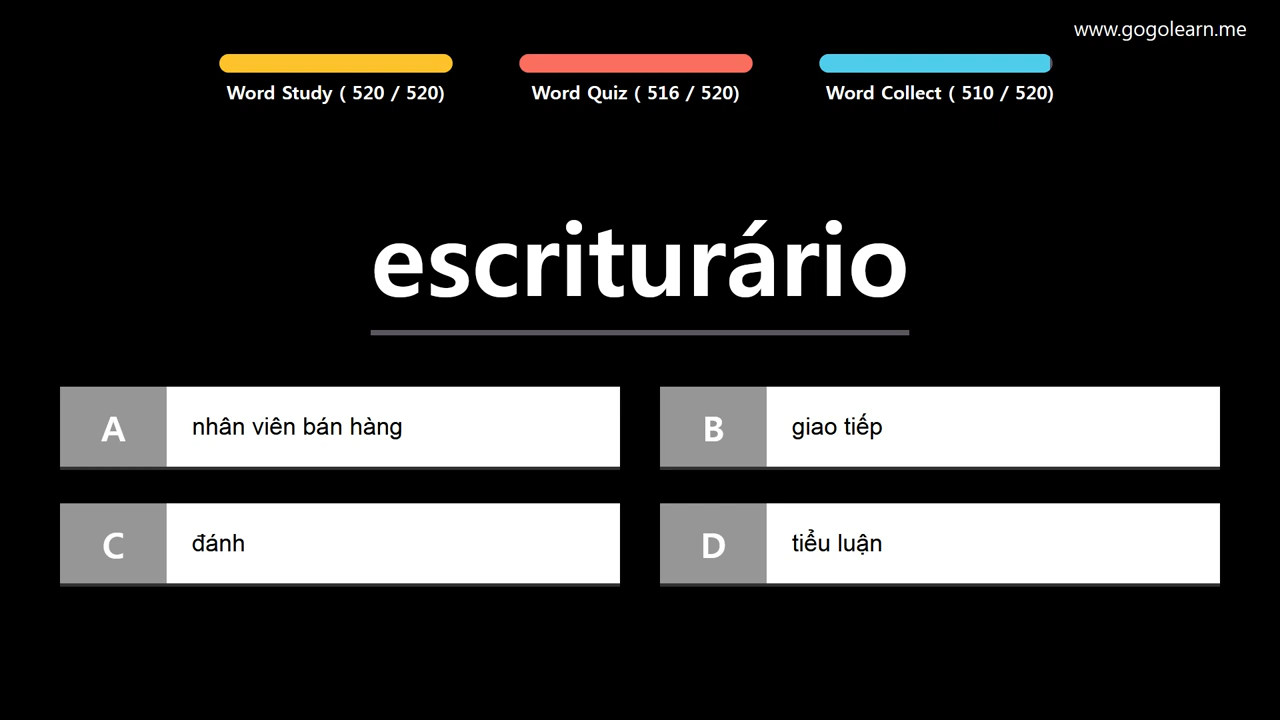 www.gogolearn.me
Word Study ( 520 / 520)
Word Quiz ( 516 / 520)
Word Collect ( 510 / 520)
escriturário
A nhân viên bán hàng
B giao tiếp
C đánh
D tiểu luận